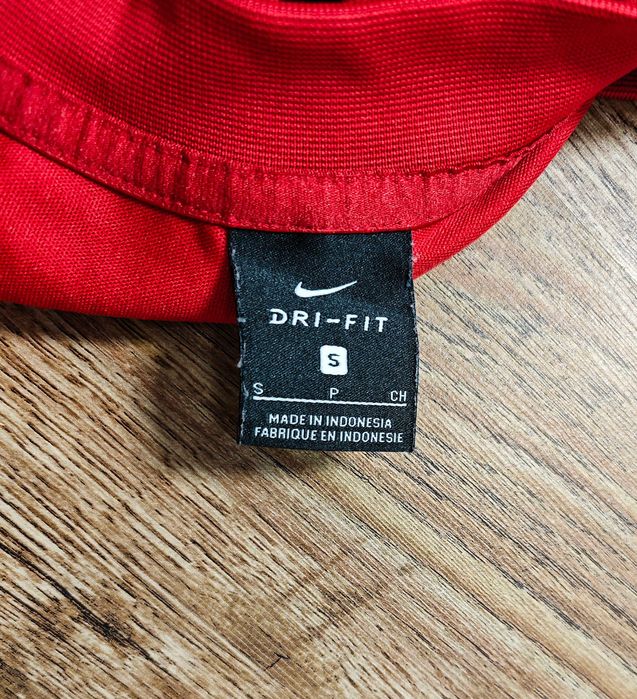 DRI-FIT
S
S P CH
MADE IN INDONESIA
FABRIQUE EN INDONESIE